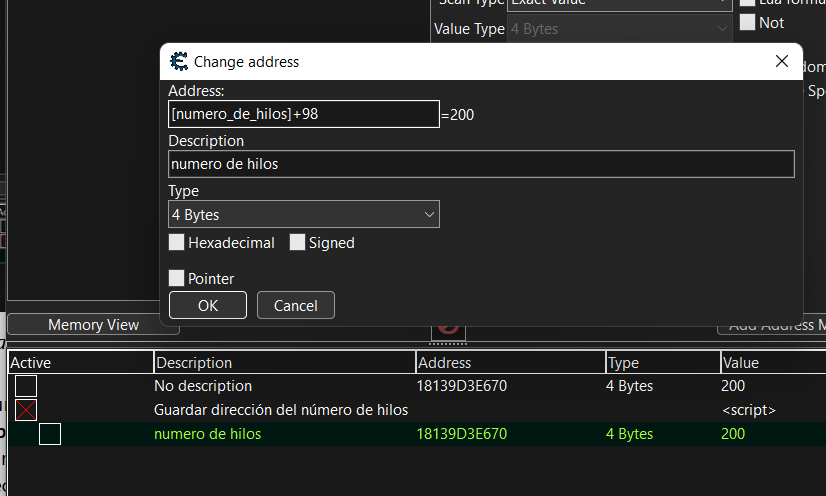 Scan Type Exact Value Lua formu
Not
Value Type 4 Bytes
Change address
Address:
[numero_de_hilos]+98 =200
Description
numero de hilos
Type
4 Bytes
Hexadecimal Signed
Pointer
OK Cancel
Memory View Add Address M
Active Description Address Type Value
No description 18139D3E670 4 Bytes 200
Guardar dirección del número de hilos <script>
numero de hilos 18139D3E670 4 Bytes 200